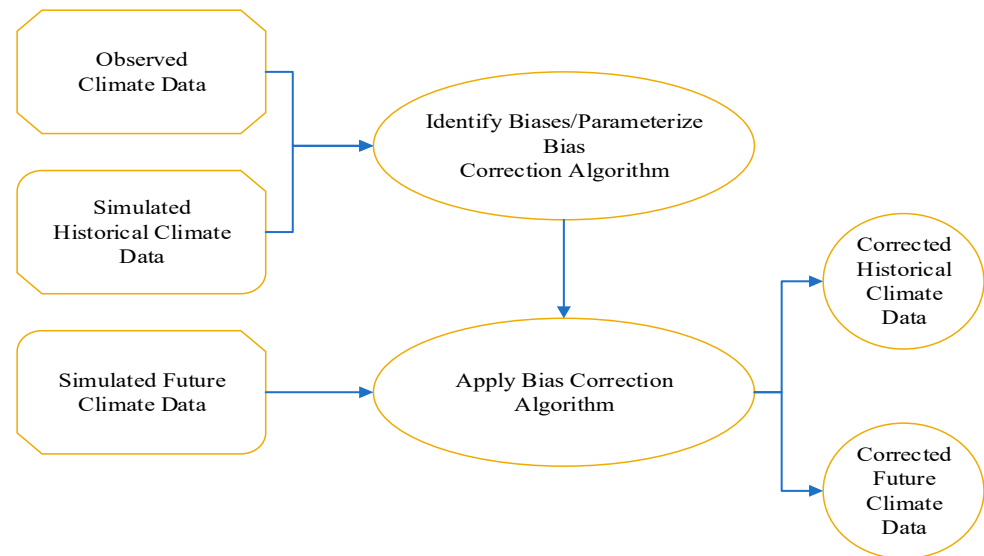 Observed
Climate Data
Identify Biases/Parameterize
Bias
Correction Algorithm
Simulated
Historical Climate
Data
Corrected
Historical
Climate
Data
Simulated Future
Climate Data
Apply Bias Correction
Algorithm
Corrected
Future
Climate
Data